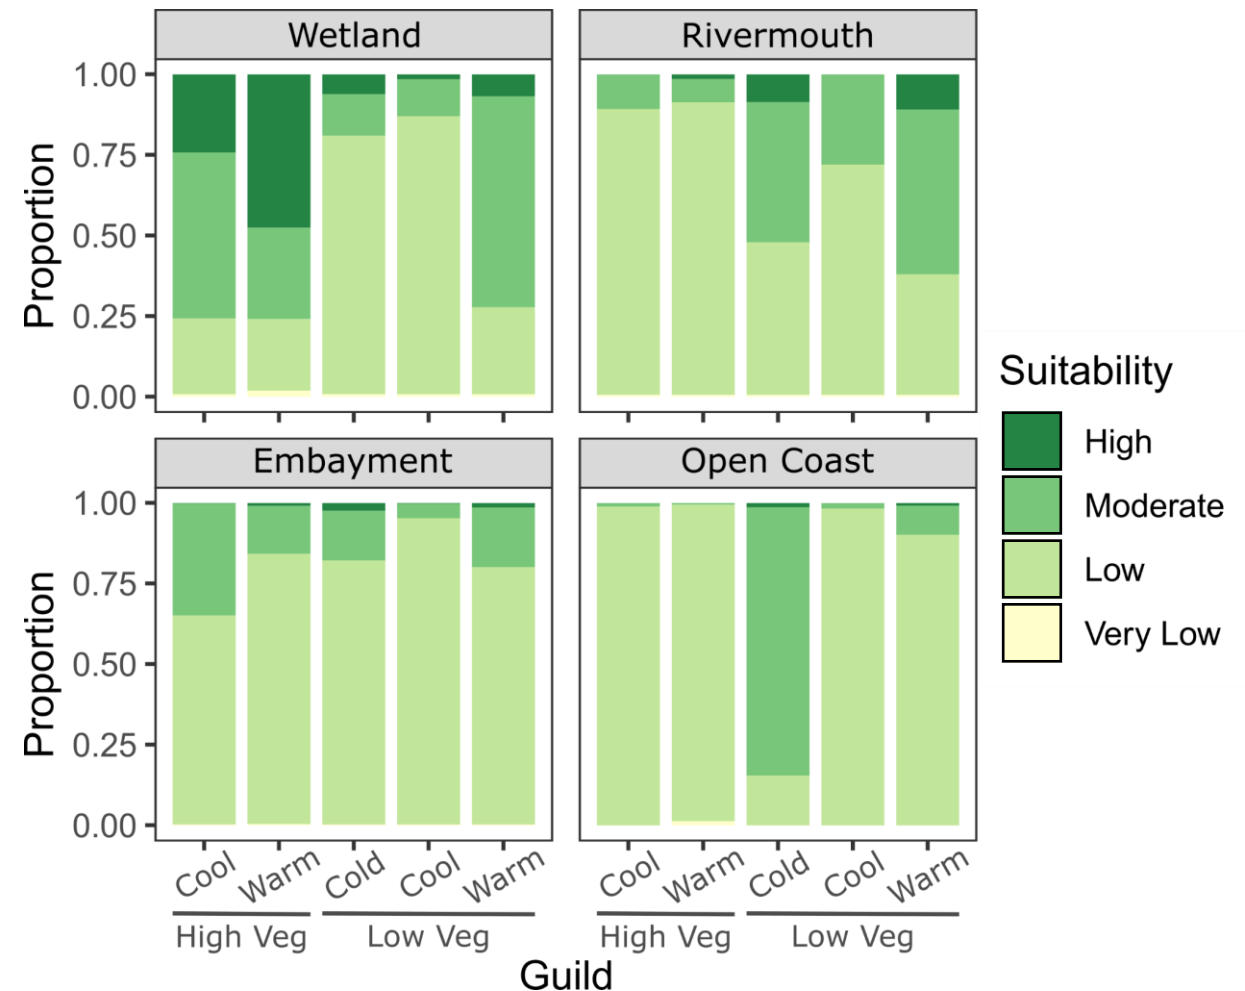 Wetland
Rivermouth
1.00
0.75
0.50
0.25
0.00
Proportion
Embayment
Open Coast
1.00
0.75
0.50
0.25
0.00
Proportion
Cool Warm Cold Cool Warm
Cool Warm Cold Cool Warm
High Veg Low Veg
High Veg Low Veg
Guild
Suitability
High
Moderate
Low
Very Low